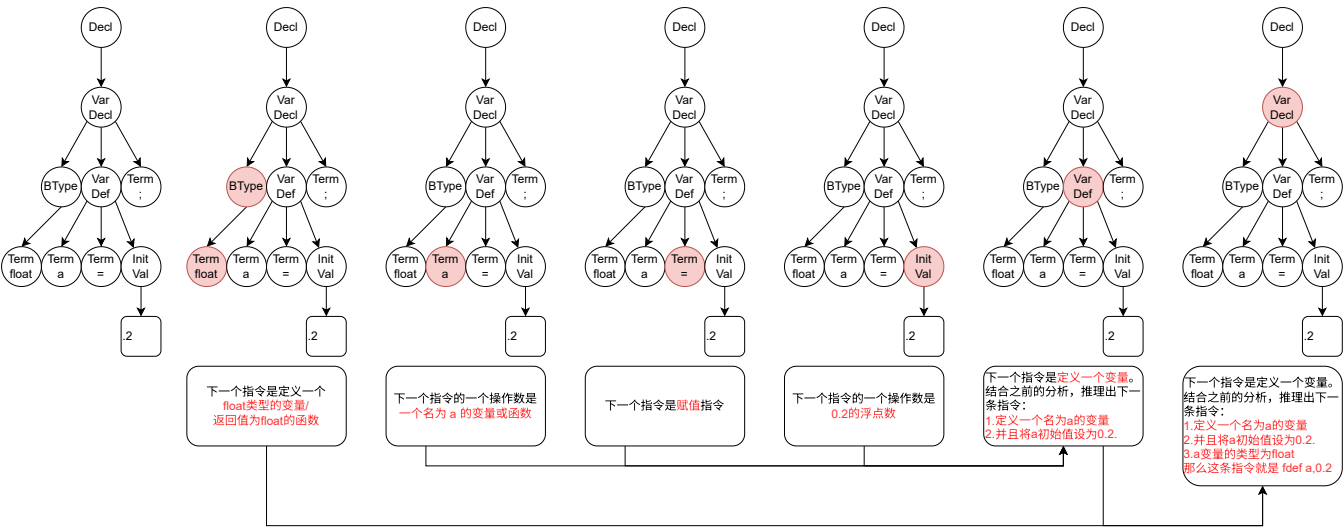 Decl
Var
Decl
BType
Var
Def
Term
;
Term
float
Term
a
Term
=
Init
Val
.2
Decl
Var
Decl
BType
Var
Def
Term
;
Term
float
Term
a
Term
=
Init
Val
.2
下一个指令是定义一个
float类型的变量/
返回值为float的函数
Decl
Var
Decl
BType
Var
Def
Term
;
Term
float
Term
a
Term
=
Init
Val
.2
下一个指令的一个操作数是
一个名为 a 的变量或函数
Decl
Var
Decl
BType
Var
Def
Term
;
Term
float
Term
a
Term
=
Init
Val
.2
下一个指令是赋值指令
Decl
Var
Decl
BType
Var
Def
Term
;
Term
float
Term
a
Term
=
Init
Val
.2
下一个指令的一个操作数是
0.2的浮点数
Decl
Var
Decl
BType
Var
Def
Term
;
Term
float
Term
a
Term
=
Init
Val
.2
下一个指令是定义一个变量。
结合之前的分析，推理出下一
条指令：
1.定义一个名为a的变量
2.并且将a初始值设为0.2.
Decl
Var
Decl
BType
Var
Def
Term
;
Term
float
Term
a
Term
=
Init
Val
.2
下一个指令是定义一个变量。
结合之前的分析，推理出下一
条指令：
1.定义一个名为a的变量
2.并且将a初始值设为0.2.
3.a变量的类型为float
那么这条指令就是 fdef a,0.2